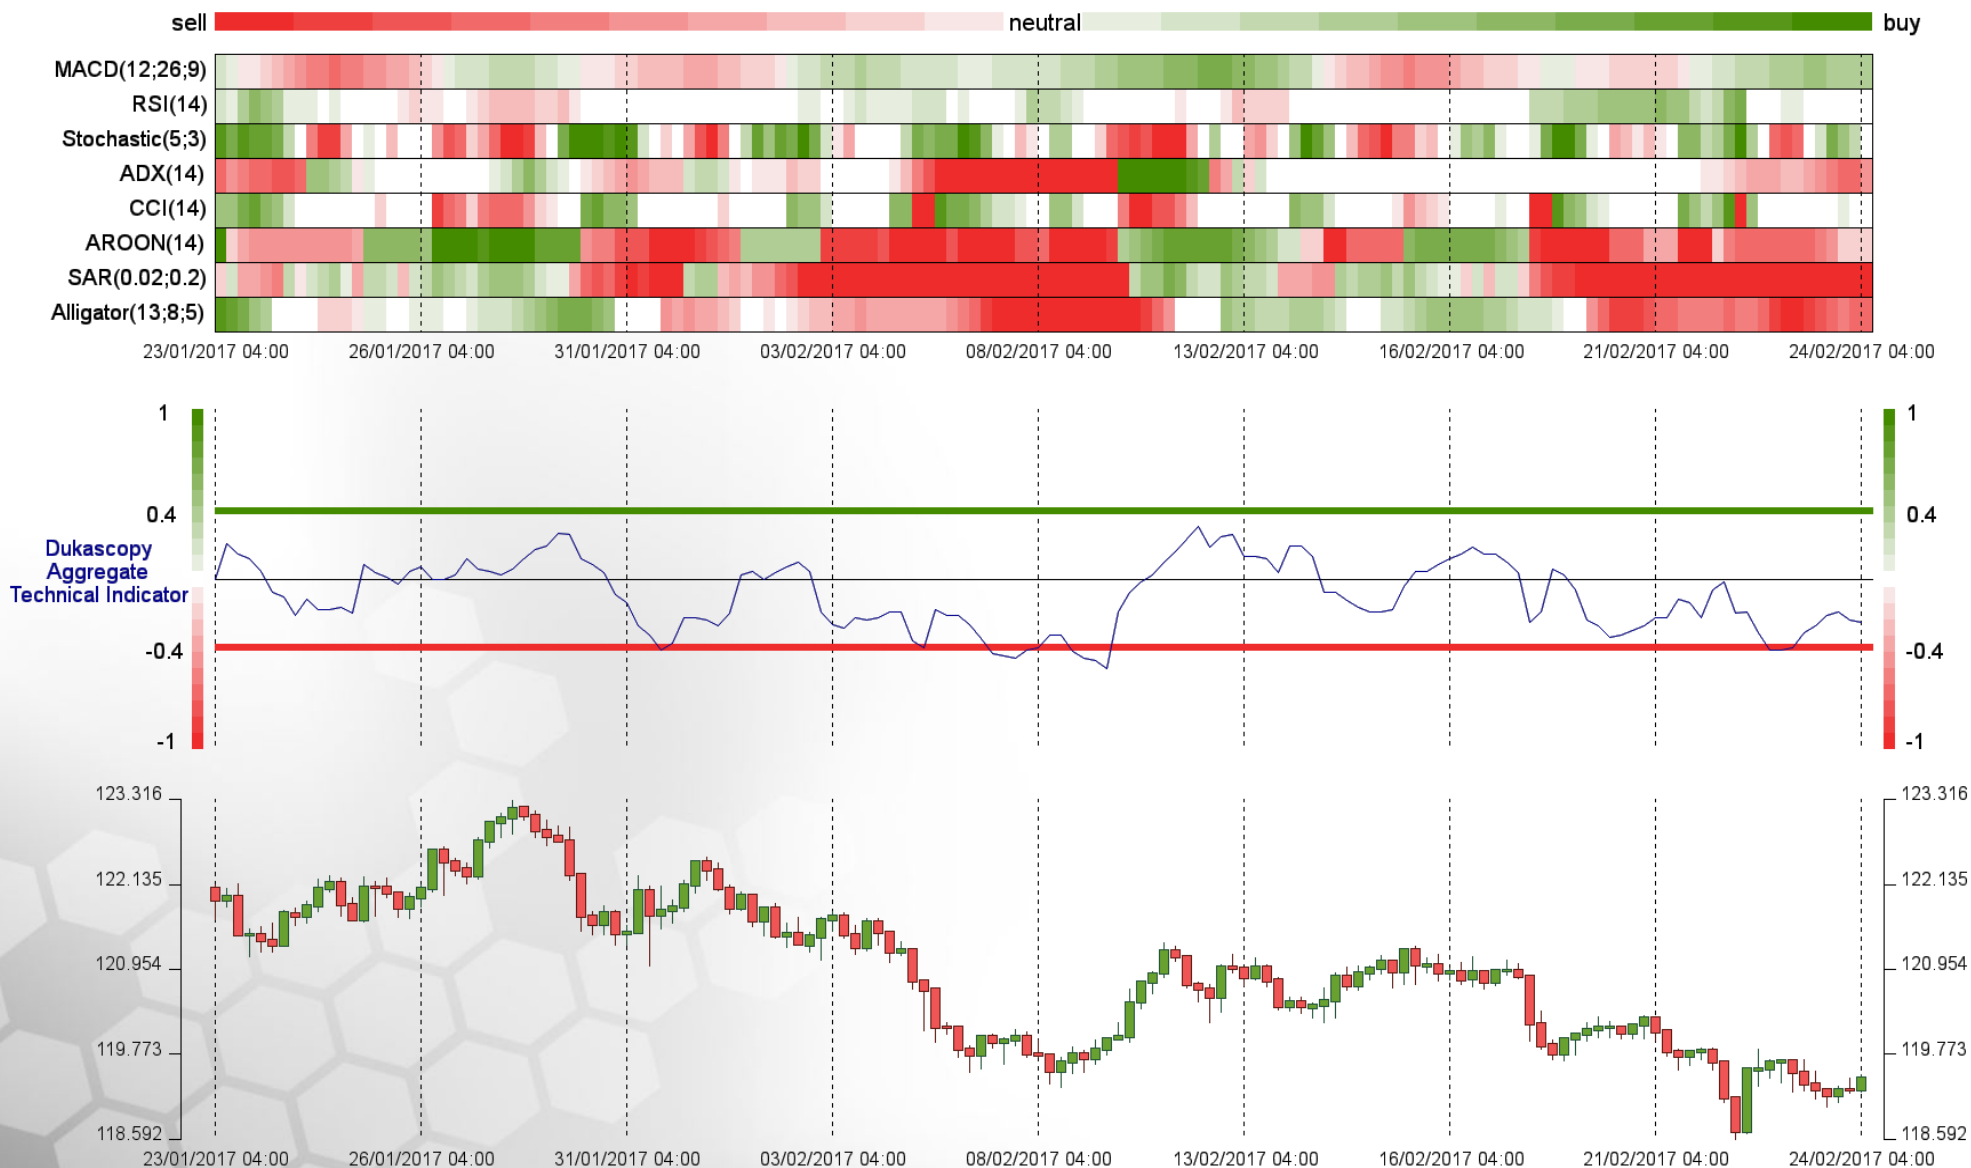 sell neutral buy
MACD(12;26;9)
RSI(14)
Stochastic(5;3)
ADX(14)
CCI(14)
AROON(14)
SAR(0.02;0.2)
Alligator(13;8;5)
23/01/2017 04:00 26/01/2017 04:00 31/01/2017 04:00 03/02/2017 04:00 08/02/2017 04:00 13/02/2017 04:00 16/02/2017 04:00 21/02/2017 04:00 24/02/2017 04:00
1 1
0.4 0.4
Dukascopy
Aggregate
Technical Indicator
-0.4 -0.4
-1 -1
123.316 123.316
122.135 122.135
120.954 120.954
119.773 119.773
118.592 118.592
23/01/2017 04:00 26/01/2017 04:00 31/01/2017 04:00 03/02/2017 04:00 08/02/2017 04:00 13/02/2017 04:00 16/02/2017 04:00 21/02/2017 04:00 24/02/2017 04:00